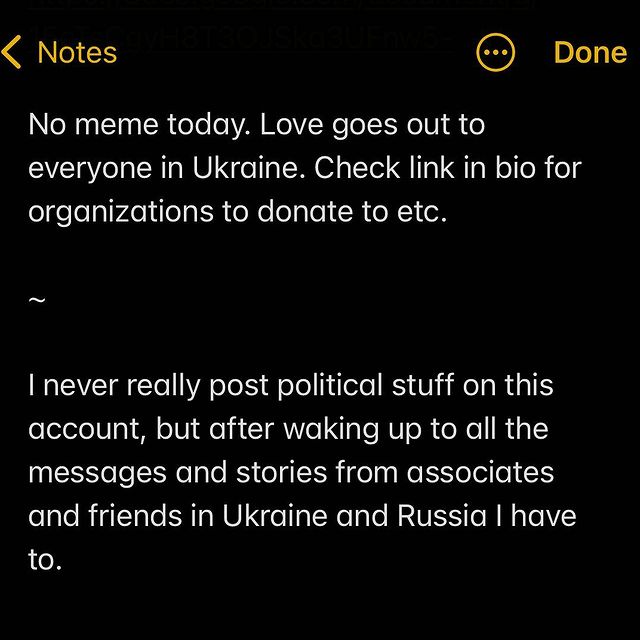 Notes
Done
No meme today. Love goes out to
everyone in Ukraine. Check link in bio for
organizations to donate to etc.
~
I never really post political stuff on this
account, but after waking up to all the
messages and stories from associates
and friends in Ukraine and Russia I have
to.